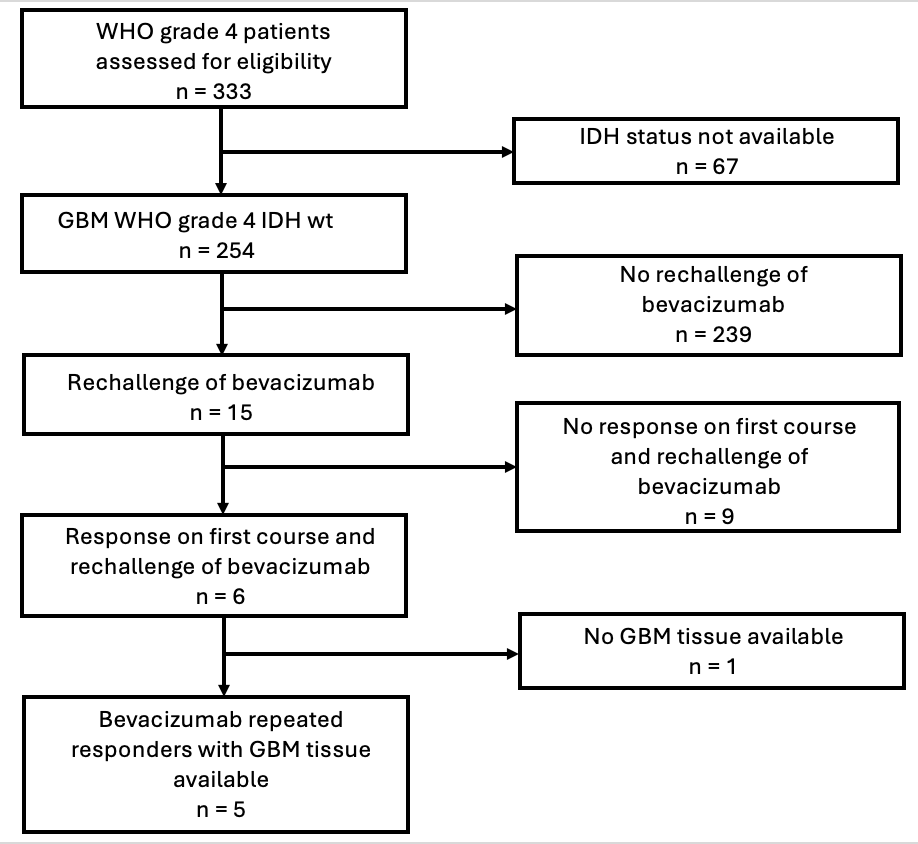 WHO grade 4 patients
assessed for eligibility
n = 333
IDH status not available
n = 67
GBM WHO grade 4 IDH wt
n = 254
No rechallenge of
bevacizumab
n = 239
Rechallenge of bevacizumab
n = 15
No response on first course
and rechallenge of
bevacizumab
n = 9
Response on first course and
rechallenge of bevacizumab
n = 6
No GBM tissue available
n = 1
Bevacizumab repeated
responders with GBM tissue
available
n = 5